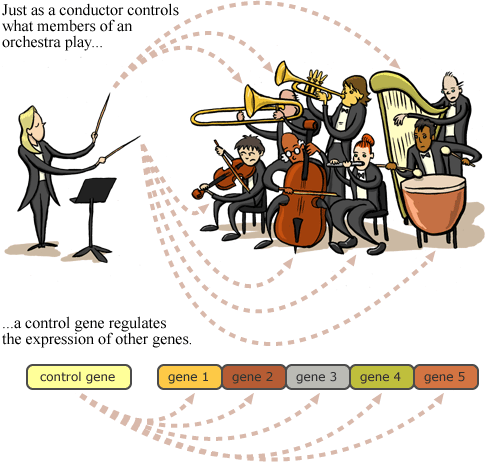 Just as a conductor controls
what members of an
orchestra play...
...a control gene regulates
the expression of other genes.
control gene
gene 1
gene 2
gene 3
gene 4
gene 5